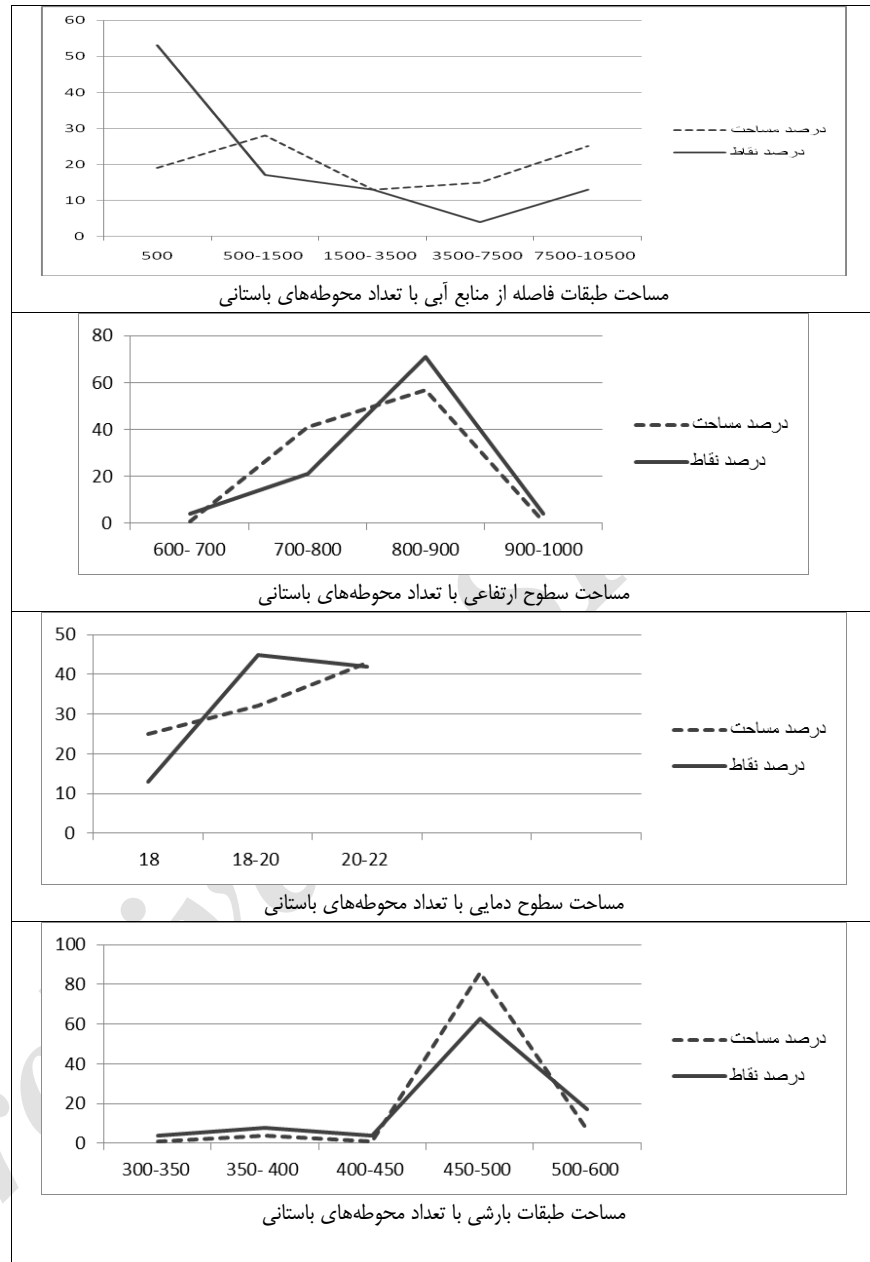 60
50
40
30
20
10
0
500 500-1500 1500-3500 3500-7500 7500-10500
درصد مساحت
درصد نقاط
مساحت طبقات فاصله از منابع آبی با تعداد محوطه‌های باستانی
80
60
40
20
0
600- 700 700-800 800-900 900-1000
درصد مساحت
درصد نقاط
مساحت سطوح ارتفاعی با تعداد محوطه‌های باستانی
50
40
30
20
10
0
18 18-20 20-22
درصد مساحت
درصد نقاط
مساحت سطوح دمایی با تعداد محوطه‌های باستانی
100
80
60
40
20
0
300-350 350- 400 400-450 450-500 500-600
درصد مساحت
درصد نقاط
مساحت طبقات بارشی با تعداد محوطه‌های باستانی